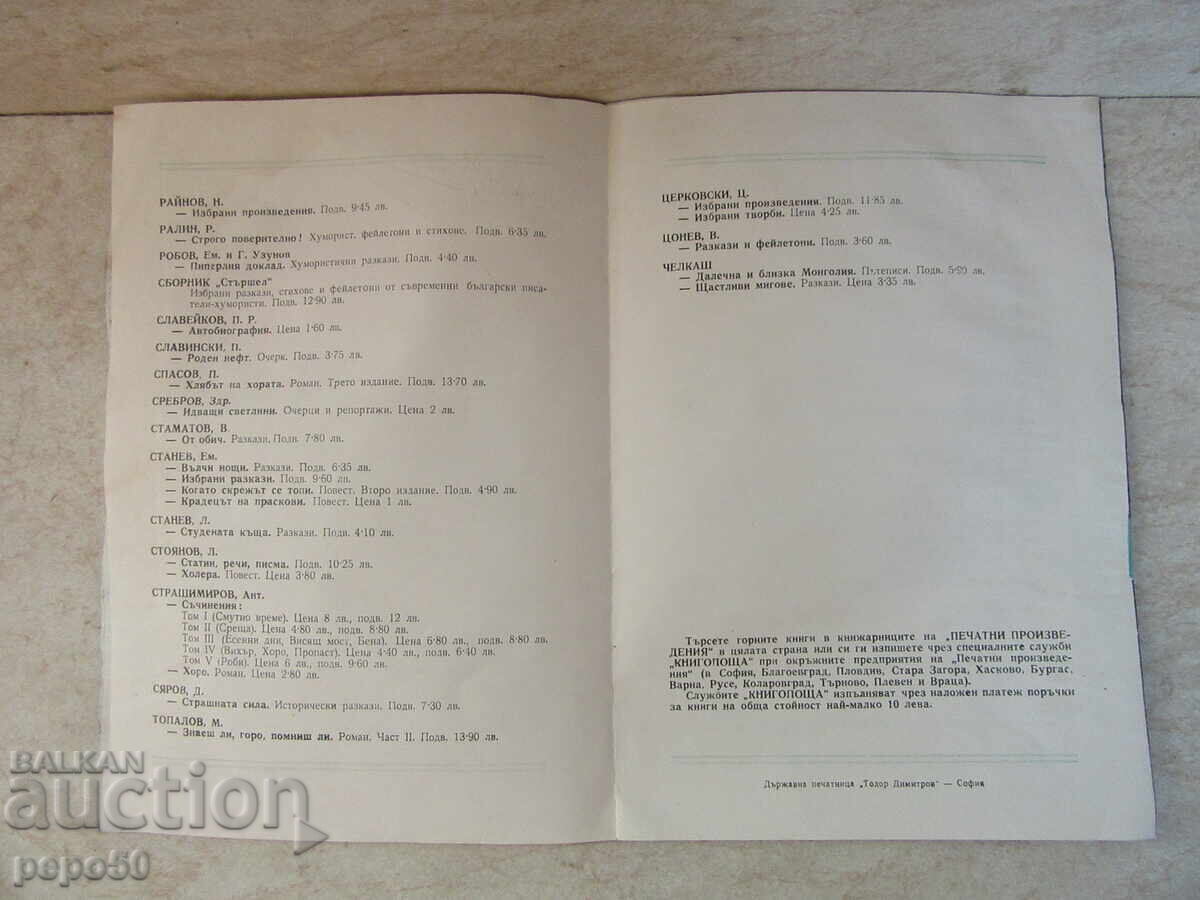 РАЙНОВ, Н.
— Избрани произведения. Подв. 9·45 лв.
РАЛИН, Р.
— Строго поверително! Хуморист. фейлетони и стихове. Подв. 6·35 лв.
РОБОВ, Ем. и Г. Узунов
— Пиперлия доклад. Хумористични разкази. Подв. 4·40 лв.
СБОРНИК „Стършел"
Избрани разкази, стихове и фейлетони от съвременни български писа-
тели-хумористи. Подв. 12·90 лв.
СЛАВЕЙКОВ, П. Р.
— Автобиография. Цена 1·60 лв.
СЛАВИНСКИ, П.
— Роден нефт. Очерк. Подв. 3·75 лв.
СПАСОВ, П.
— Хлябът на хората. Роман. Трето издание. Подв. 13·70 лв.
СРЕБРОВ, Здр.
— Идващи светлини. Очерци и репортажи. Цена 2 лв.
СТАМАТОВ, В.
— От обич. Разкази. Подв. 7·80 лв.
СТАНЕВ, Ем.
— Вълчи нощи. Разкази. Подв. 6·35 лв.
— Избрани разкази. Подв. 9·60 лв.
— Когато скрежът се топи. Повест. Второ издание. Подв. 4·90 лв.
— Крадецът на праскови. Повест. Цена 1 лв.
СТАНЕВ, Л.
— Студената къща. Разкази. Подв. 4·10 лв.
СТОЯНОВ, Л.
— Статии, речи, писма. Подв. 10·25 лв.
— Холера. Повест. Цена 3·80 лв.
СТРАШИМИРОВ, Ант.
— Съчинения:
Том I (Смутно време). Цена 8 лв., подв. 12 лв.
Том II (Среща). Цена 4·80 лв., подв. 8·80 лв.
Том III (Есенни дни, Висящ мост, Бена). Цена 6·80 лв., подв. 8·80 лв.
Том IV (Вихър, Хоро, Пропаст). Цена 4·40 лв., подв. 6·40 лв.
Том V (Роби). Цена 6 лв., подв. 9·60 лв.
— Хоро. Роман. Цена 2·80 лв.
СЯРОВ, Д.
— Страшната сила. Исторически разкази. Подв. 7·30 лв.
ТОПАЛОВ, М.
— Знаеш ли, горо, помниш ли. Роман. Част II. Подв. 13·90 лв.
ЦЕРКОВСКИ, Ц.
— Избрани произведения. Подв. 11·85 лв.
— Избрани творби. Цена 4·25 лв.
ЦОНЕВ, В.
— Разкази и фейлетони. Подв. 3·60 лв.
ЧЕЛКАШ
— Далечна и близка Монголия. Пътеписи. Подв. 5·90 лв.
— Щастливи мигове. Разкази. Цена 3·35 лв.
Търсете горните книги в книжарниците на „ПЕЧАТНИ ПРОИЗВЕ-
ДЕНИЯ" в цялата страна или си ги изпишете чрез специалните служби
„КНИГОПОЩА" при окръжните предприятия на „Печатни произведе-
ния" (в София, Благоевград, Пловдив, Стара Загора, Хасково, Бургас,
Варна, Русе, Коларовград, Търново, Плевен и Враца).
Службите „КНИГОПОЩА" изпълняват чрез наложен платеж поръчки
за книги на обща стойност най-малко 10 лева.
Държавна печатница „Тодор Димитров" — София
BALKAN
auction
pepo50